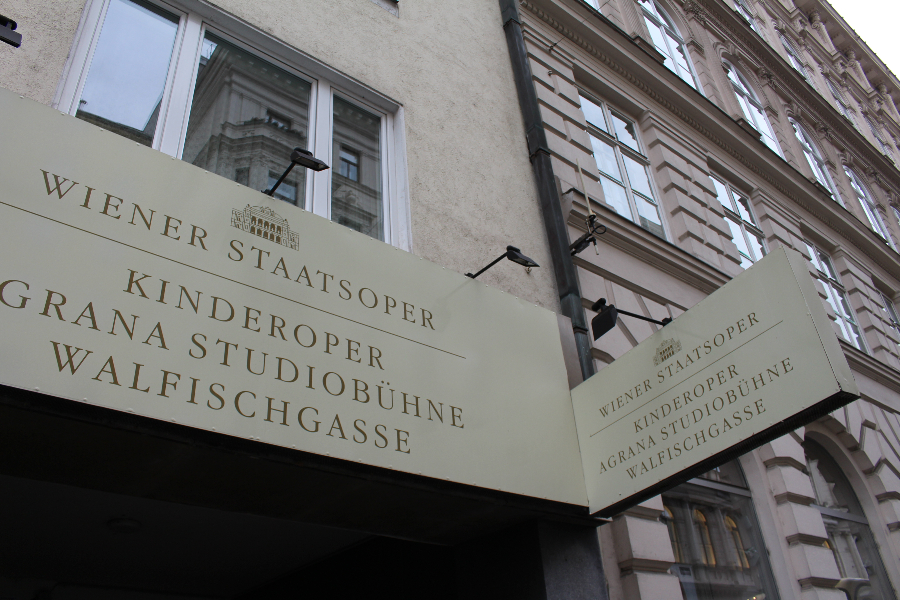 WIENER STAATSOPER
KINDEROPER
AGRANA STUDIOBÜHNE
WALFISCHGASSE
WIENER STAATSOPER
KINDEROPER
AGRANA STUDIOBÜHNE
WALFISCHGASSE